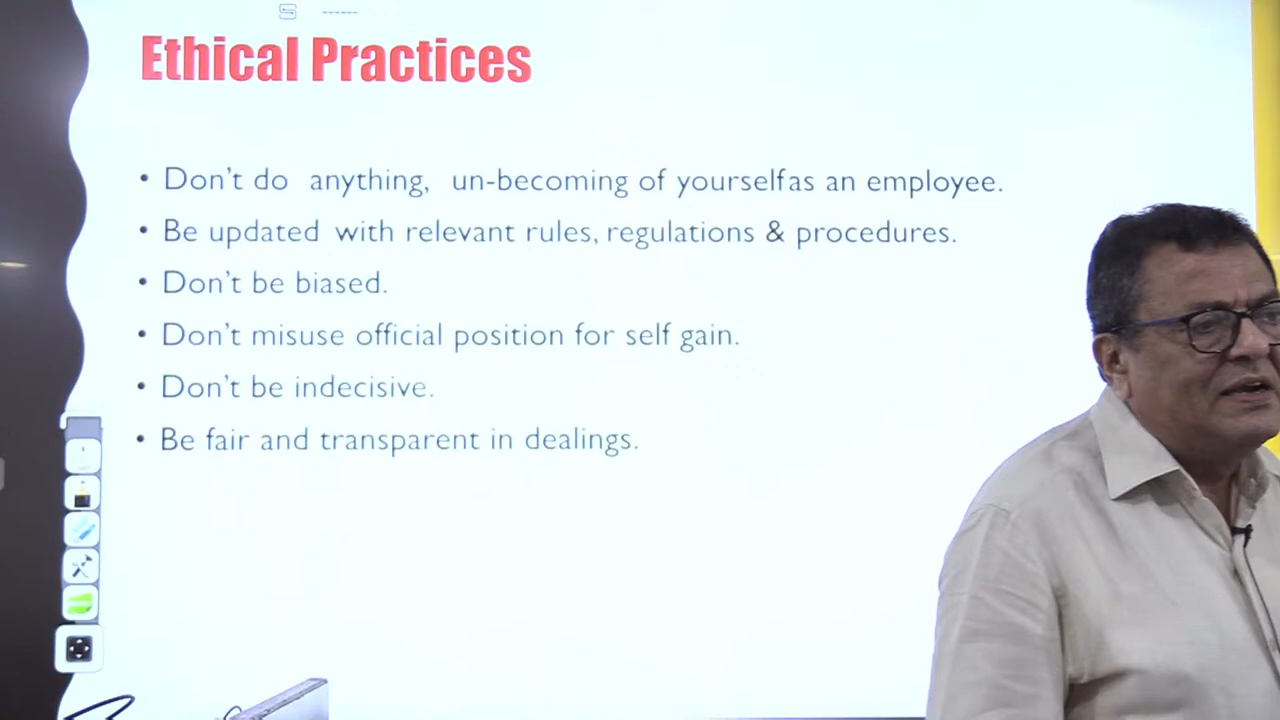 Ethical Practices
• Don't do anything, un-becoming of yourselfas an employee.
• Be updated with relevant rules, regulations & procedures.
• Don't be biased.
• Don't misuse official position for self gain.
• Don't be indecisive.
• Be fair and transparent in dealings.